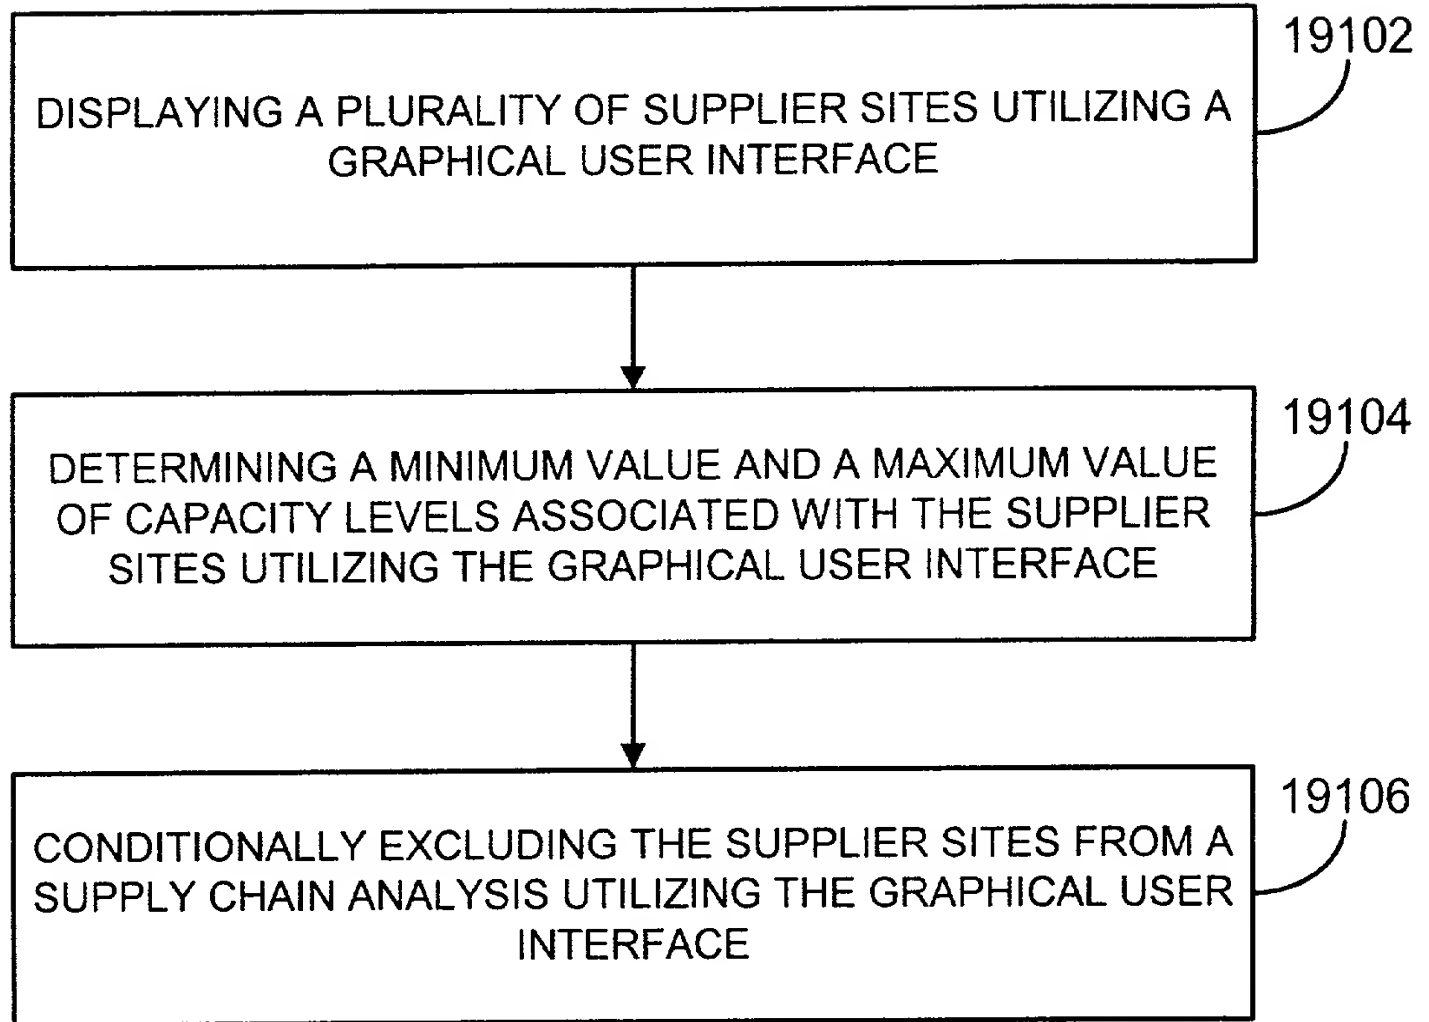 19102
DISPLAYING A PLURALITY OF SUPPLIER SITES UTILIZING A
GRAPHICAL USER INTERFACE
19104
DETERMINING A MINIMUM VALUE AND A MAXIMUM VALUE
OF CAPACITY LEVELS ASSOCIATED WITH THE SUPPLIER
SITES UTILIZING THE GRAPHICAL USER INTERFACE
19106
CONDITIONALLY EXCLUDING THE SUPPLIER SITES FROM A
SUPPLY CHAIN ANALYSIS UTILIZING THE GRAPHICAL USER
INTERFACE